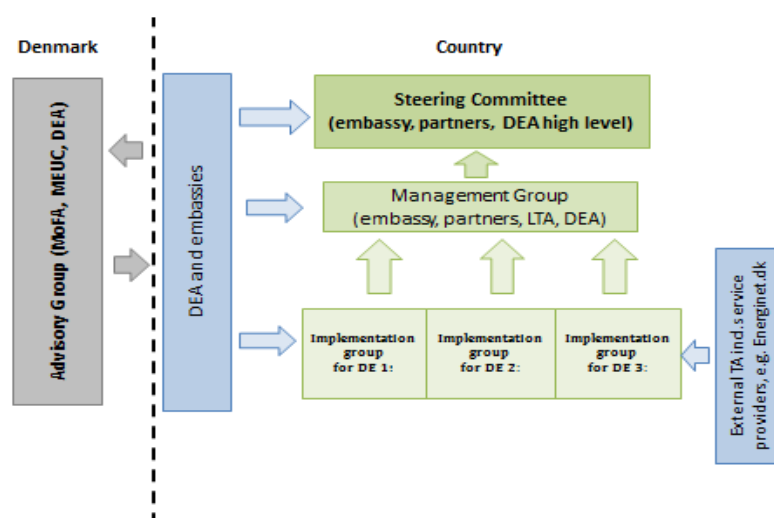 Denmark
Country
Advisory Group (MoFA, MEUC, DEA)
DEA and embassies
Steering Committee
(embassy, partners, DEA high level)
Management Group
(embassy, partners, LTA, DEA)
Implementation
group
for DE 1:
Implementation
group
for DE 2:
Implementation
group
for DE 3:
External TA incl. service
providers, e.g. Energinet.dk